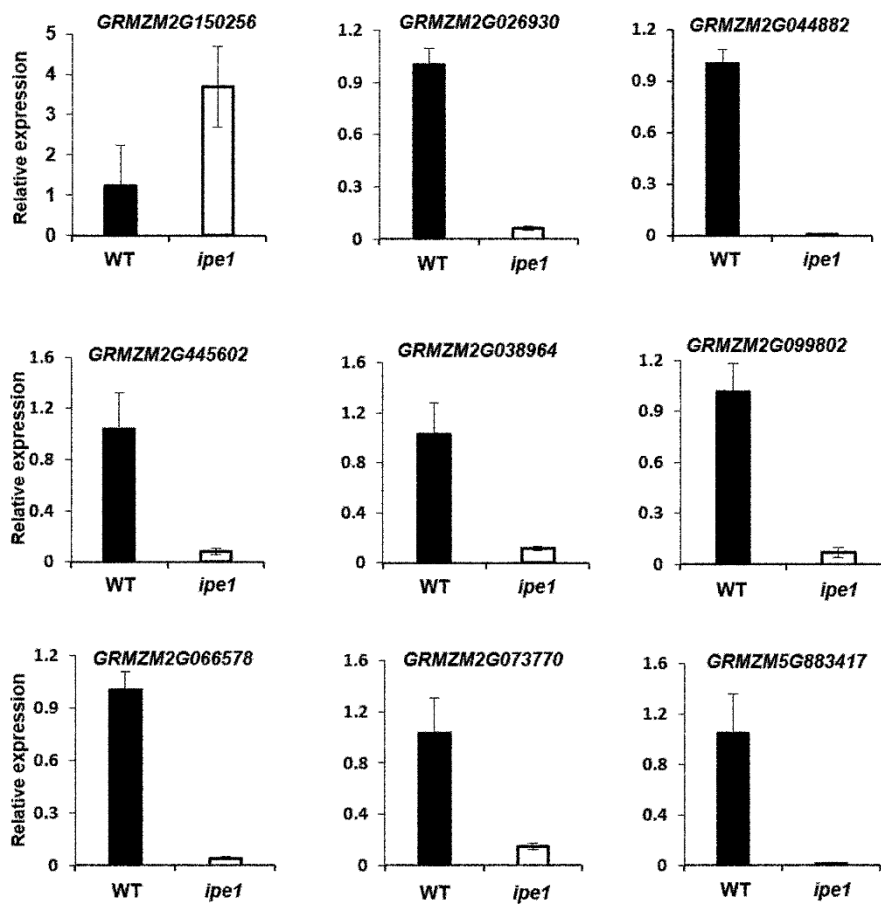 GRMZM2G150256
Relative expression
5
4
3
2
1
0
WT
ipe1
GRMZM2G026930
1.2
0.9
0.6
0.3
0
WT
ipe1
GRMZM2G044882
1.2
0.9
0.6
0.3
0
WT
ipe1
GRMZM2G445602
Relative expression
1.6
1.2
0.8
0.4
0
WT
ipe1
GRMZM2G038964
1.6
1.2
0.8
0.4
0
WT
ipe1
GRMZM2G099802
1.2
0.9
0.6
0.3
0
WT
ipe1
GRMZM2G066578
Relative expression
1.2
0.9
0.6
0.3
0
WT
ipe1
GRMZM2G073770
1.6
1.2
0.8
0.4
0
WT
ipe1
GRMZM5G883417
1.6
1.2
0.8
0.4
0
WT
ipe1